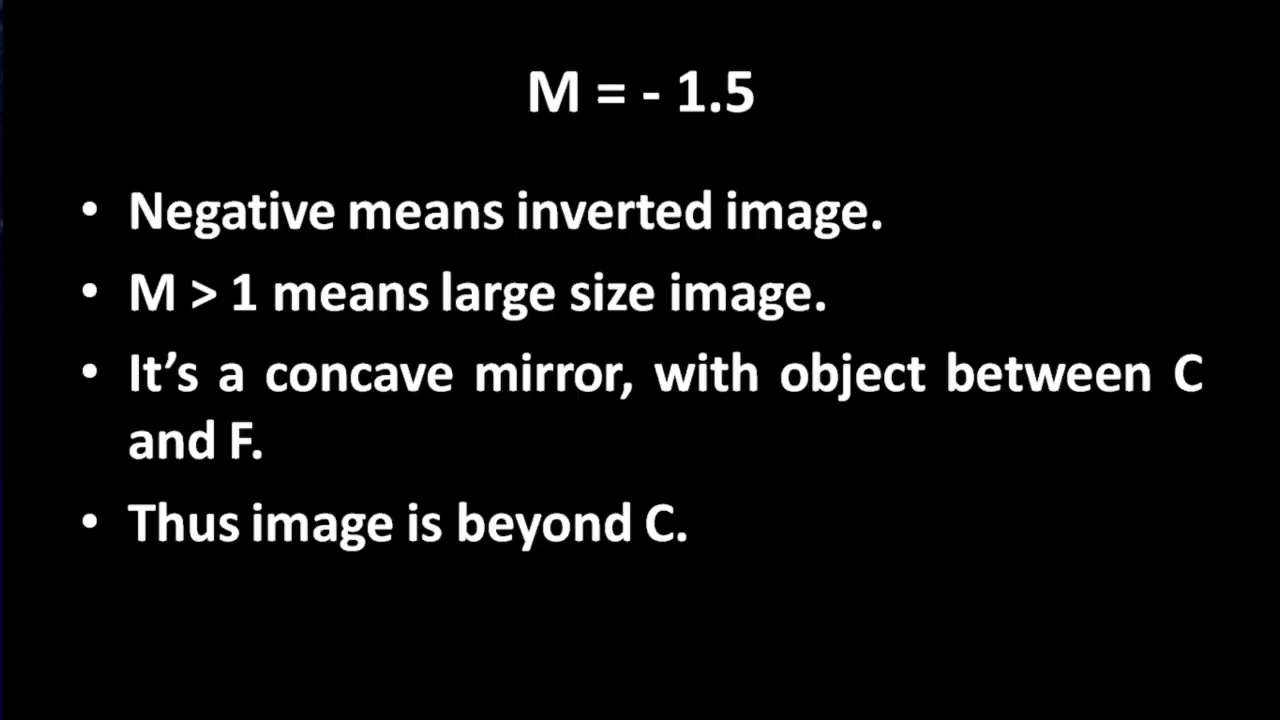 M = - 1.5
• Negative means inverted image.
• M > 1 means large size image.
• It’s a concave mirror, with object between C
and F.
• Thus image is beyond C.